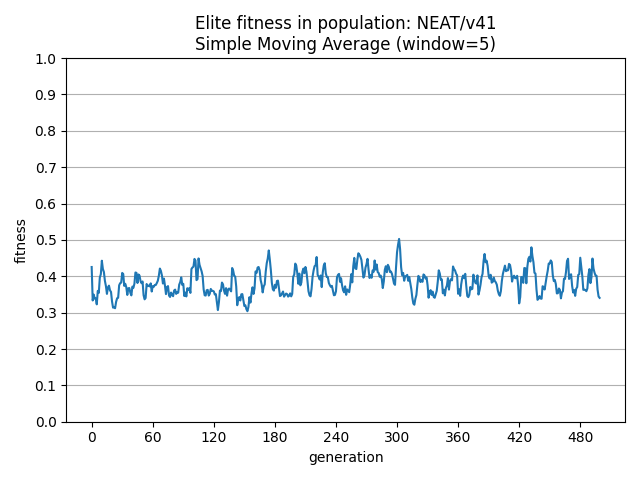 Elite fitness in population: NEAT/v41
Simple Moving Average (window=5)
1.0
0.9
0.8
0.7
0.6
0.5
0.4
0.3
0.2
0.1
0.0
fitness
0 60 120 180 240 300 360 420 480
generation